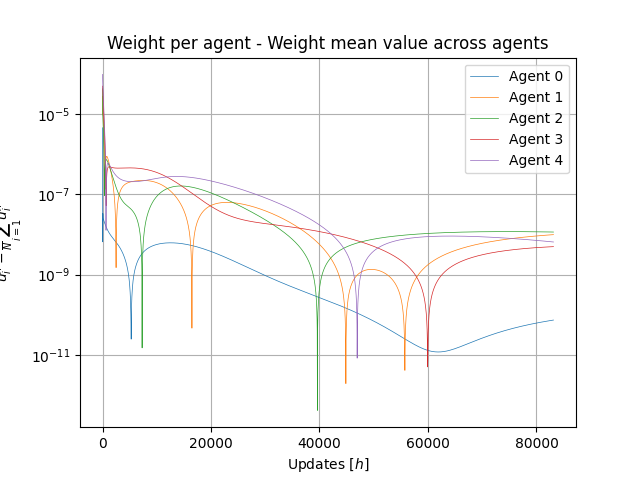 Weight per agent - Weight mean value across agents
Agent 0
Agent 1
Agent 2
Agent 3
Agent 4
10⁻⁵
10⁻⁷
10⁻⁹
10⁻¹¹
0
20000
40000
60000
80000
Updates [h]